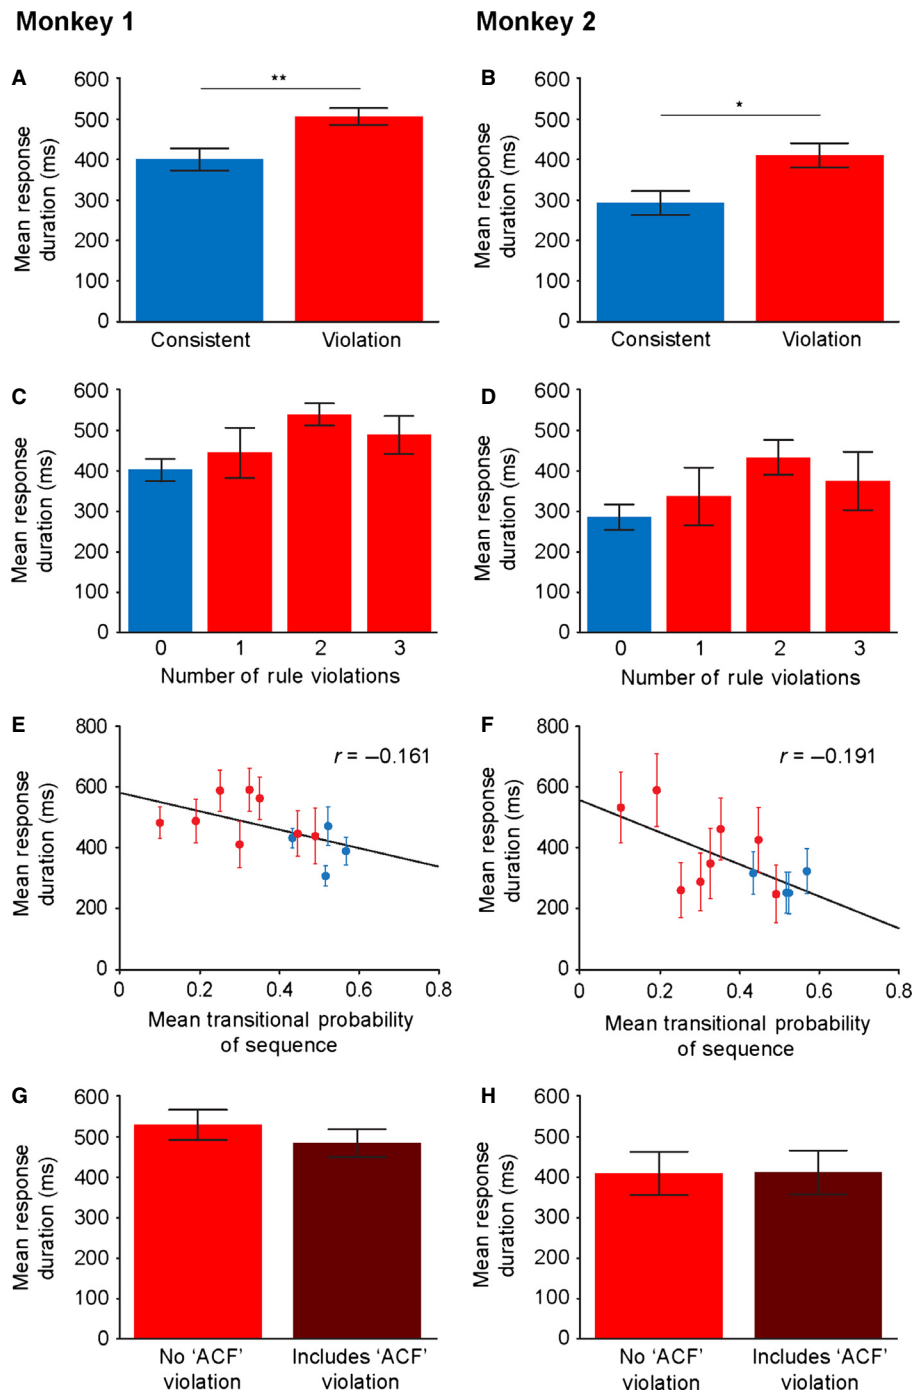 Monkey 1
Monkey 2
A
Mean response
duration (ms)
600
500
400
300
200
100
0
**
Consistent
Violation
B
Mean response
duration (ms)
600
500
400
300
200
100
0
*
Consistent
Violation
C
Mean response
duration (ms)
600
500
400
300
200
100
0
0 1 2 3
Number of rule violations
D
Mean response
duration (ms)
600
500
400
300
200
100
0
0 1 2 3
Number of rule violations
E
Mean response
duration (ms)
800
600
400
200
0
r = –0.161
0 0.2 0.4 0.6 0.8
Mean transitional probability
of sequence
F
Mean response
duration (ms)
800
600
400
200
0
r = –0.191
0 0.2 0.4 0.6 0.8
Mean transitional probability
of sequence
G
Mean response
duration (ms)
600
500
400
300
200
100
0
No ‘ACF’
violation
Includes ‘ACF’
violation
H
Mean response
duration (ms)
600
500
400
300
200
100
0
No ‘ACF’
violation
Includes ‘ACF’
violation